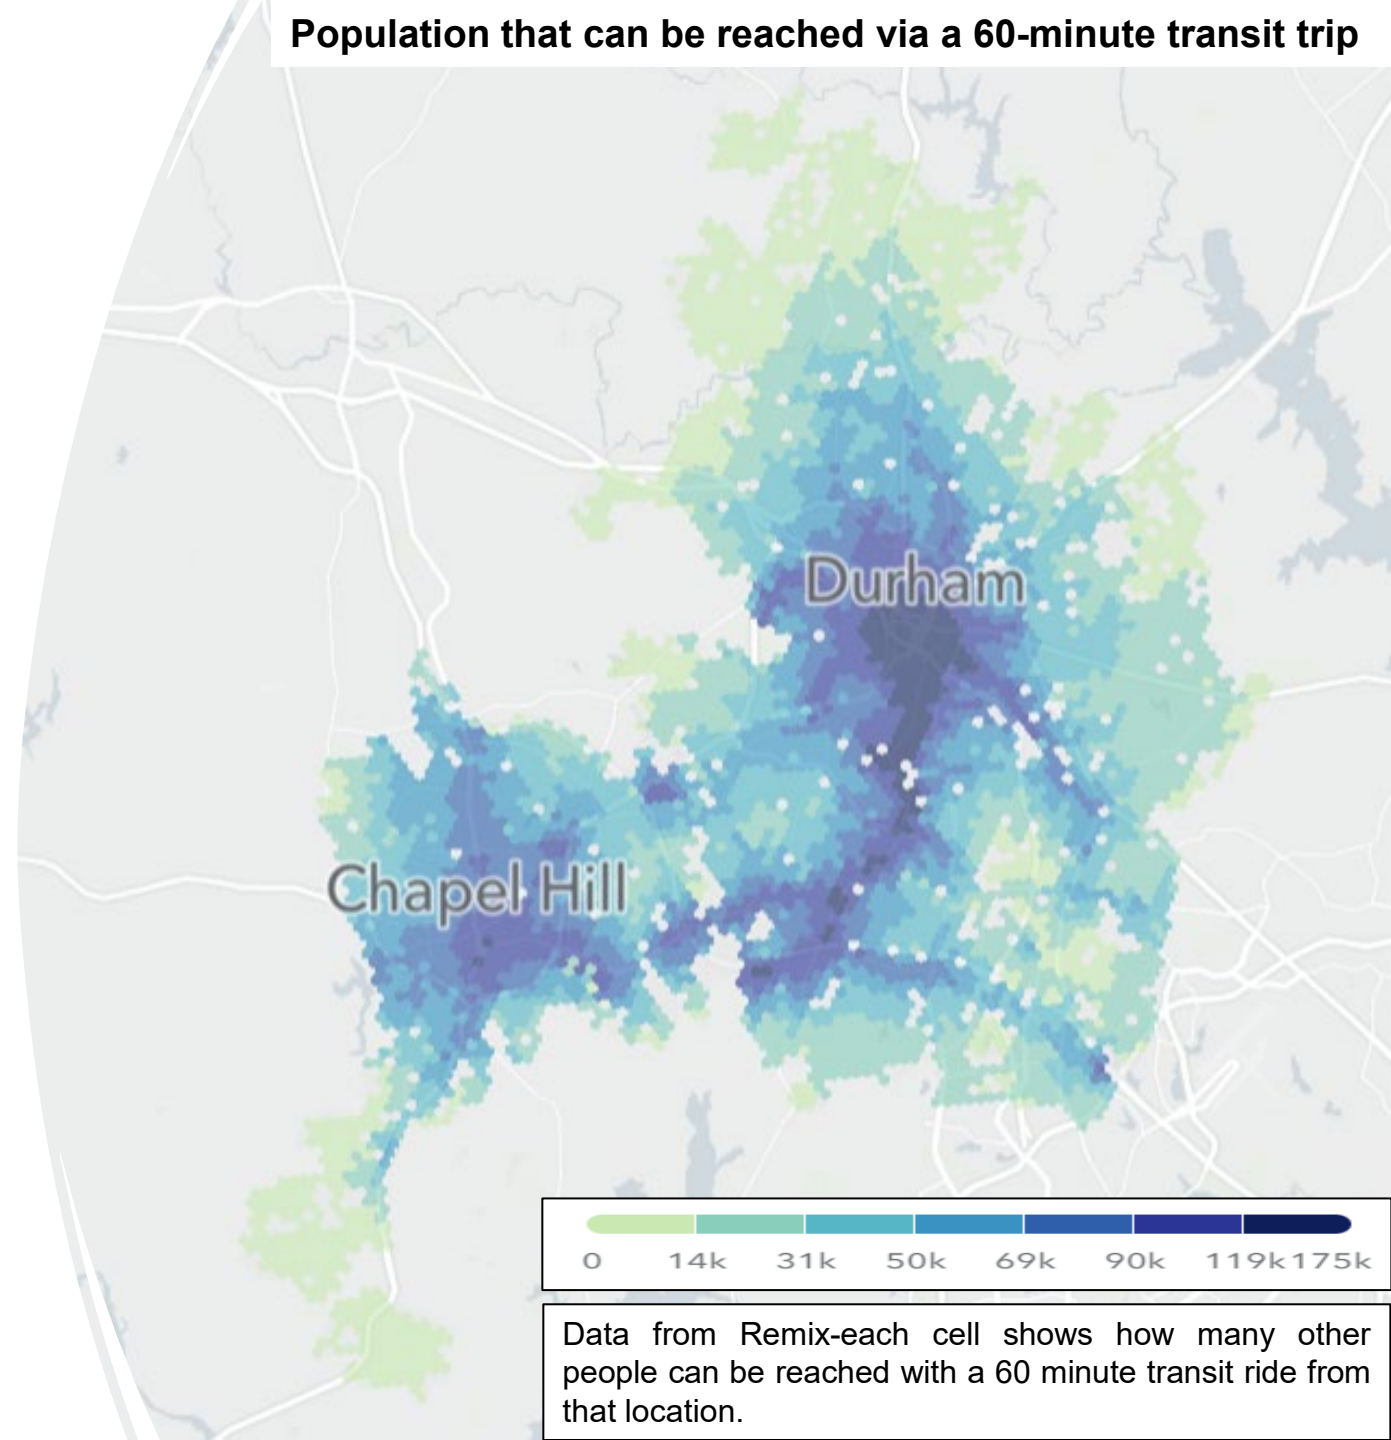 Population that can be reached via a 60-minute transit trip
Durham
Chapel Hill
0 14k 31k 50k 69k 90k 119k 175k
Data from Remix-each cell shows how many other
people can be reached with a 60 minute transit ride from
that location.